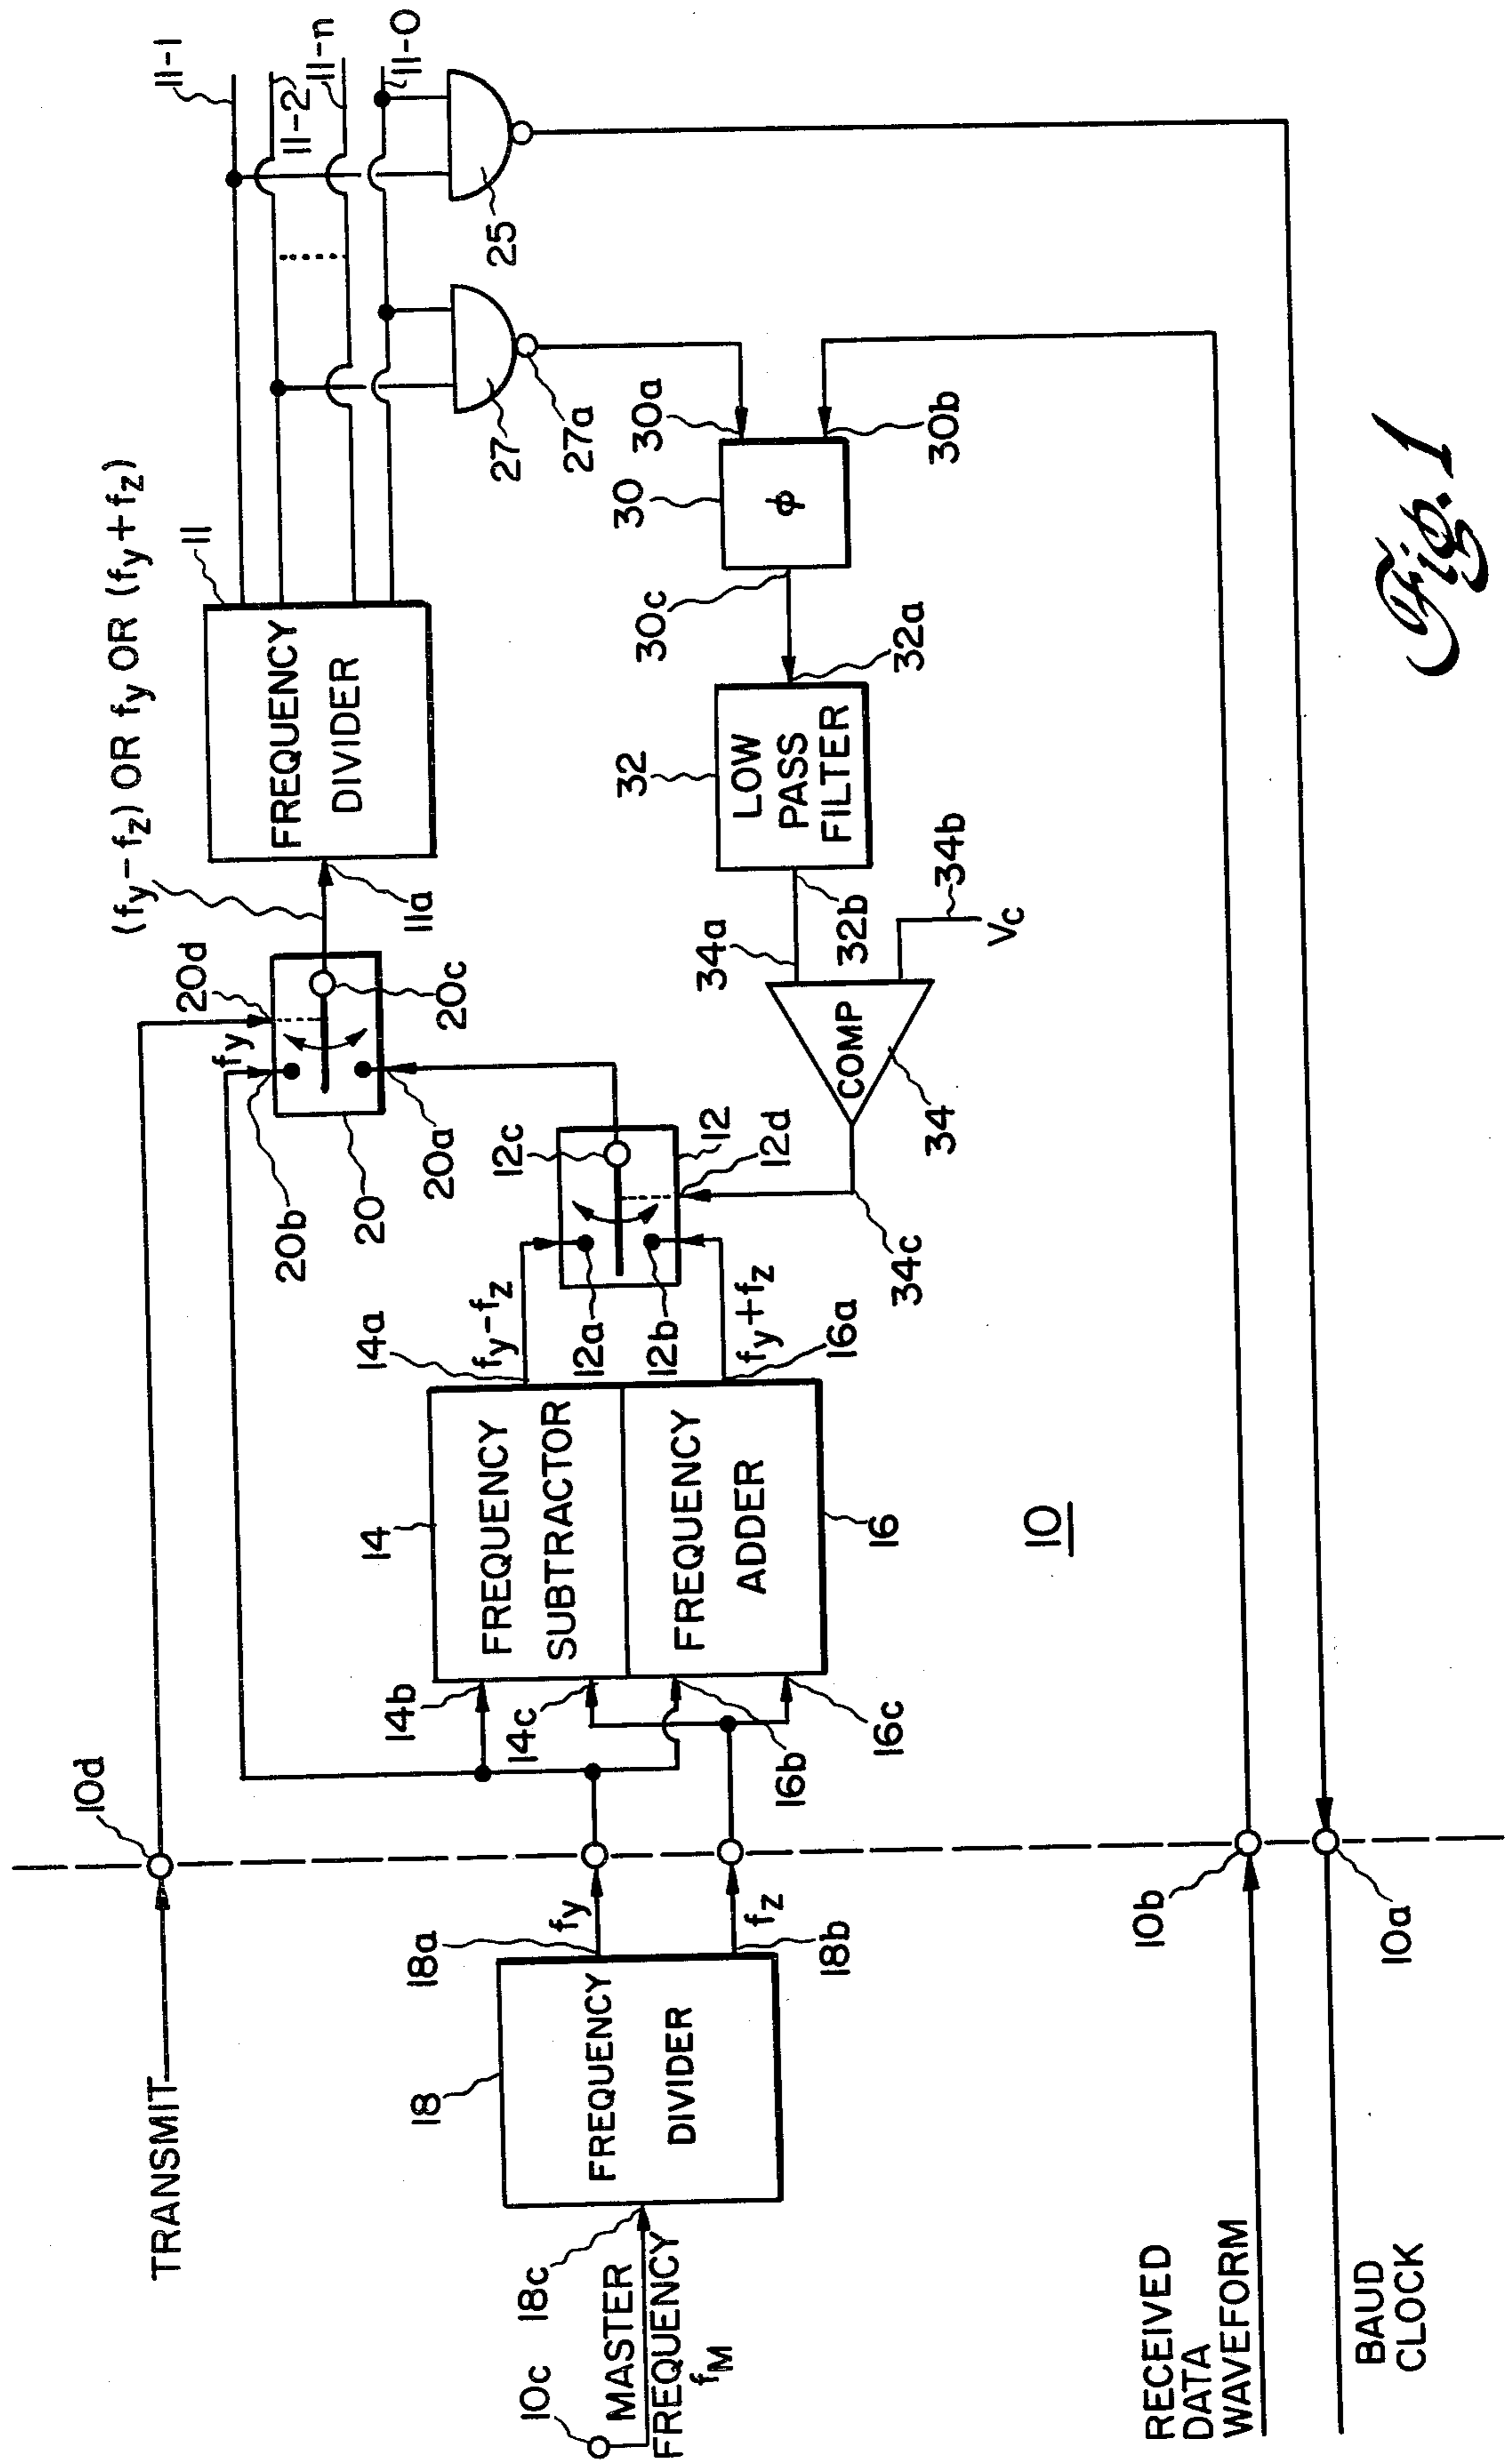 TRANSMIT
10d
10c
MASTER
FREQUENCY
fM
18c
18
FREQUENCY
DIVIDER
18a
fy
fz
18b
14b
14c
16b
16c
14
FREQUENCY
SUBTRACTOR
FREQUENCY
ADDER
16
14a
fy-fz
fy+fz
16a
12a
12b
12c
12
12d
20b
20
20a
fy
20d
20c
(fy-fz) OR fy OR (fy+fz)
11a
11
FREQUENCY
DIVIDER
11-1
11-2
11-n
11-0
25
27
27a
30a
30b
30
ϕ
30c
32a
32
LOW
PASS
FILTER
32b
34a
34b
Vc
COMP
34
34c
10
RECEIVED
DATA
WAVEFORM
10b
BAUD
CLOCK
10a
Fig. 1